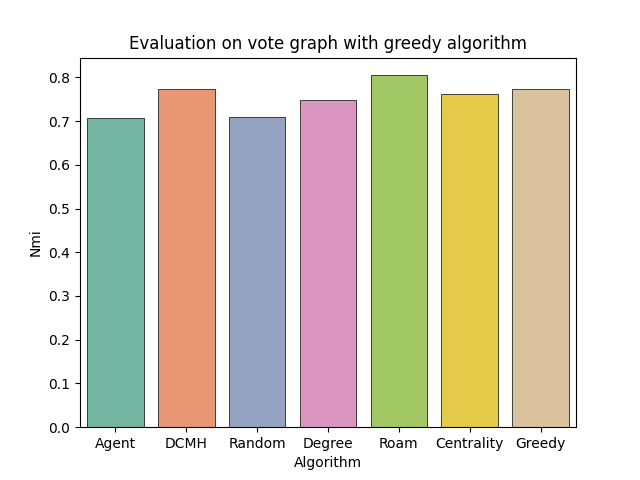 Evaluation on vote graph with greedy algorithm
0.8
0.7
0.6
0.5
0.4
0.3
0.2
0.1
0.0
Nmi
Agent DCMH Random Degree Roam Centrality Greedy
Algorithm